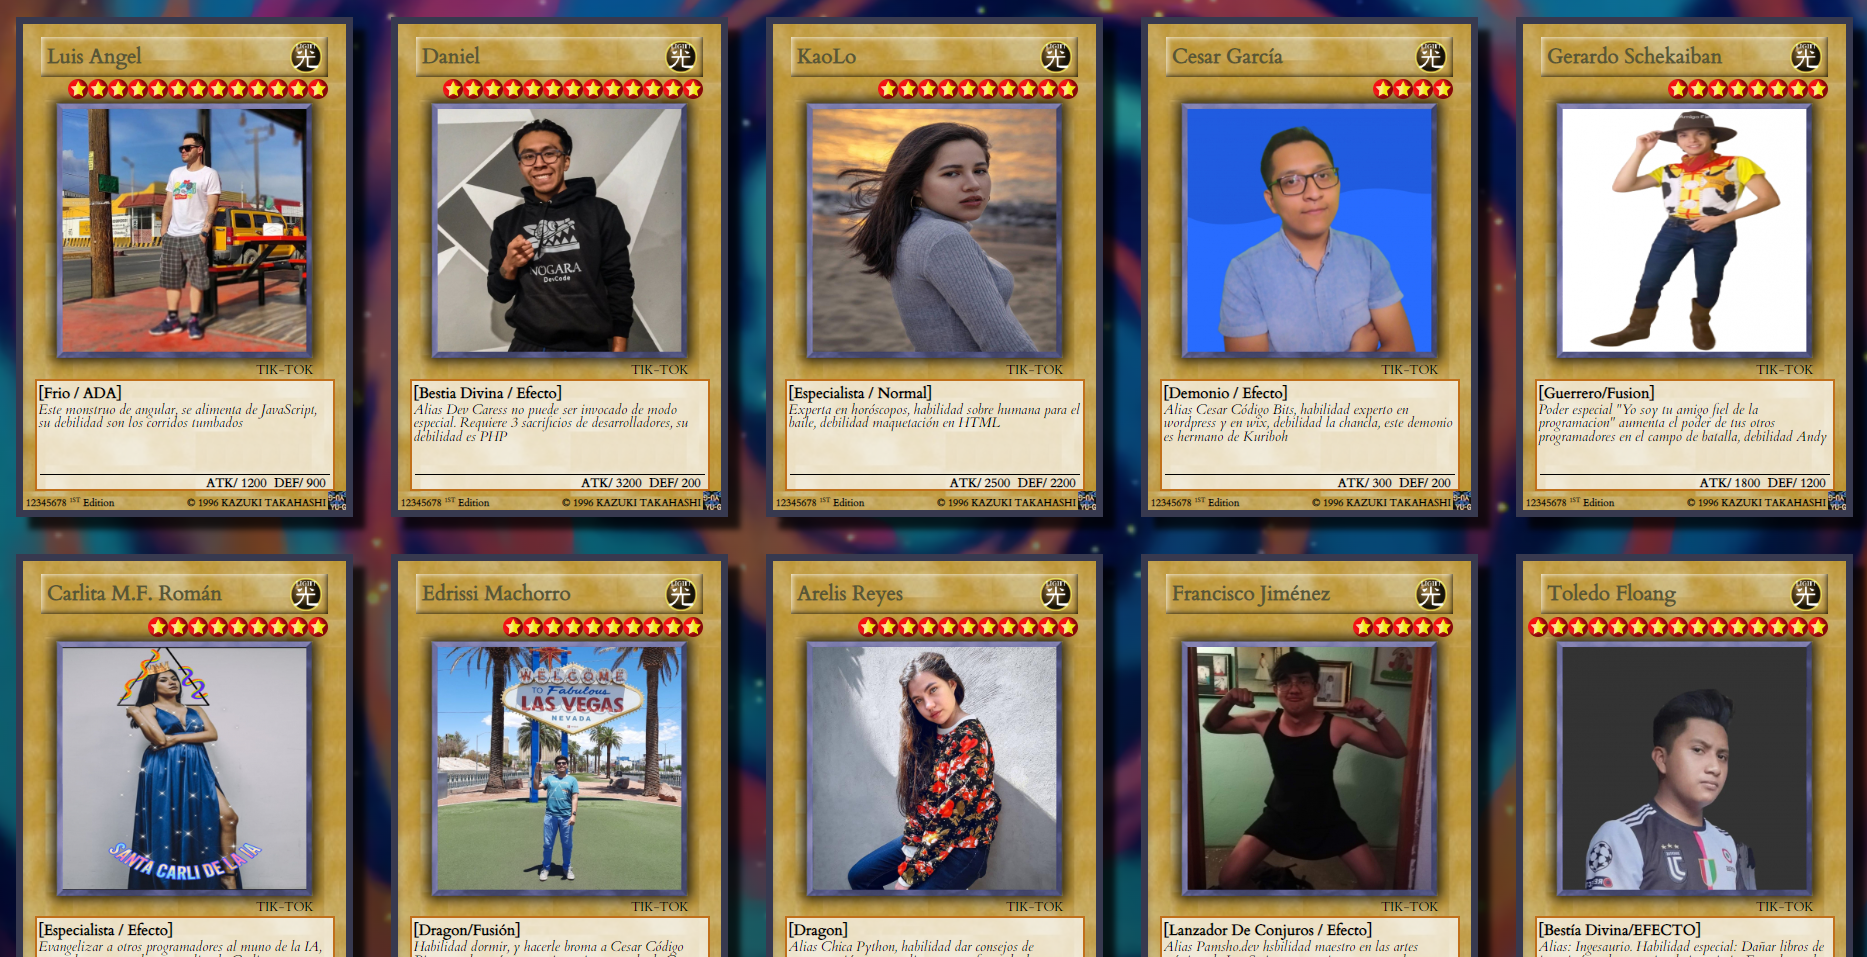 Luis Angel
LIGHT
光
TIK-TOK
[Frio / ADA]
Este monstruo de angular, se alimenta de JavaScript,
su debilidad son los corridos tumbados
ATK/ 1200 DEF/ 900
12345678 1ST Edition © 1996 KAZUKI TAKAHASHI
Daniel
LIGHT
光
NOGARA
DevCode
TIK-TOK
[Bestia Divina / Efecto]
Alias Dev Caress no puede ser invocado de modo
especial. Requiere 3 sacrificios de desarrolladores, su
debilidad es PHP
ATK/ 3200 DEF/ 200
12345678 1ST Edition © 1996 KAZUKI TAKAHASHI
KaoLo
LIGHT
光
TIK-TOK
[Especialista / Normal]
Experta en horóscopos, habilidad sobre humana para el
baile, debilidad maquetación en HTML
ATK/ 2500 DEF/ 2200
12345678 1ST Edition © 1996 KAZUKI TAKAHASHI
Cesar García
LIGHT
光
TIK-TOK
[Demonio / Efecto]
Alias Cesar Código Bits, habilidad experto en
wordpress y en wix, debilidad la chancla, este demonio
es hermano de Kuriboh
ATK/ 300 DEF/ 200
12345678 1ST Edition © 1996 KAZUKI TAKAHASHI
Gerardo Schekaiban
LIGHT
光
TIK-TOK
[Guerrero/Fusion]
Poder especial "Yo soy tu amigo fiel de la
programacion" aumenta el poder de tus otros
programadores en el campo de batalla, debilidad Andy
ATK/ 1800 DEF/ 1200
12345678 1ST Edition © 1996 KAZUKI TAKAHASHI
Carlita M.F. Román
LIGHT
光
SANTA CARLI DE LA IA
TIK-TOK
[Especialista / Efecto]
Evangelizar a otros programadores al muno de la IA,
Edrissi Machorro
LIGHT
光
WELCOME
TO Fabulous
LAS VEGAS
NEVADA
TIK-TOK
[Dragon/Fusión]
Habilidad dormir, y hacerle broma a Cesar Código
Arelis Reyes
LIGHT
光
TIK-TOK
[Dragon]
Alias Chica Python, habilidad dar consejos de
Francisco Jiménez
LIGHT
光
TIK-TOK
[Lanzador De Conjuros / Efecto]
Alias Pamsho.dev hsbilidad maestro en las artes
Toledo Floang
LIGHT
光
TIK-TOK
[Bestía Divina/EFECTO]
Alias: Ingesaurio. Habilidad especial: Dañar libros de